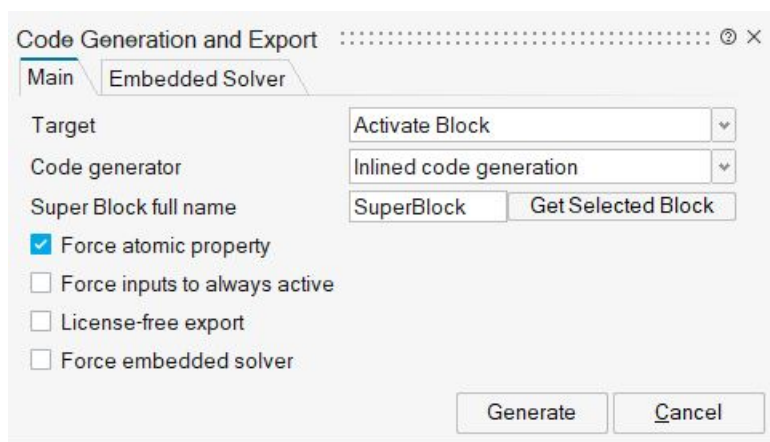 Code Generation and Export
Main Embedded Solver
Target Activate Block
Code generator Inlined code generation
Super Block full name SuperBlock Get Selected Block
Force atomic property
Force inputs to always active
License-free export
Force embedded solver
Generate Cancel